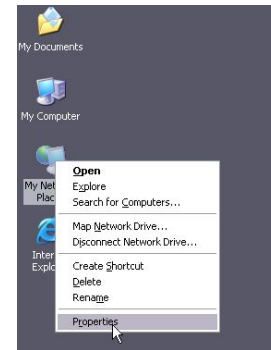 My Documents
My Computer
My Net
Plac
Open
Explore
Search for Computers...
Map Network Drive...
Disconnect Network Drive...
Inter
Explo
Create Shortcut
Delete
Rename
Properties